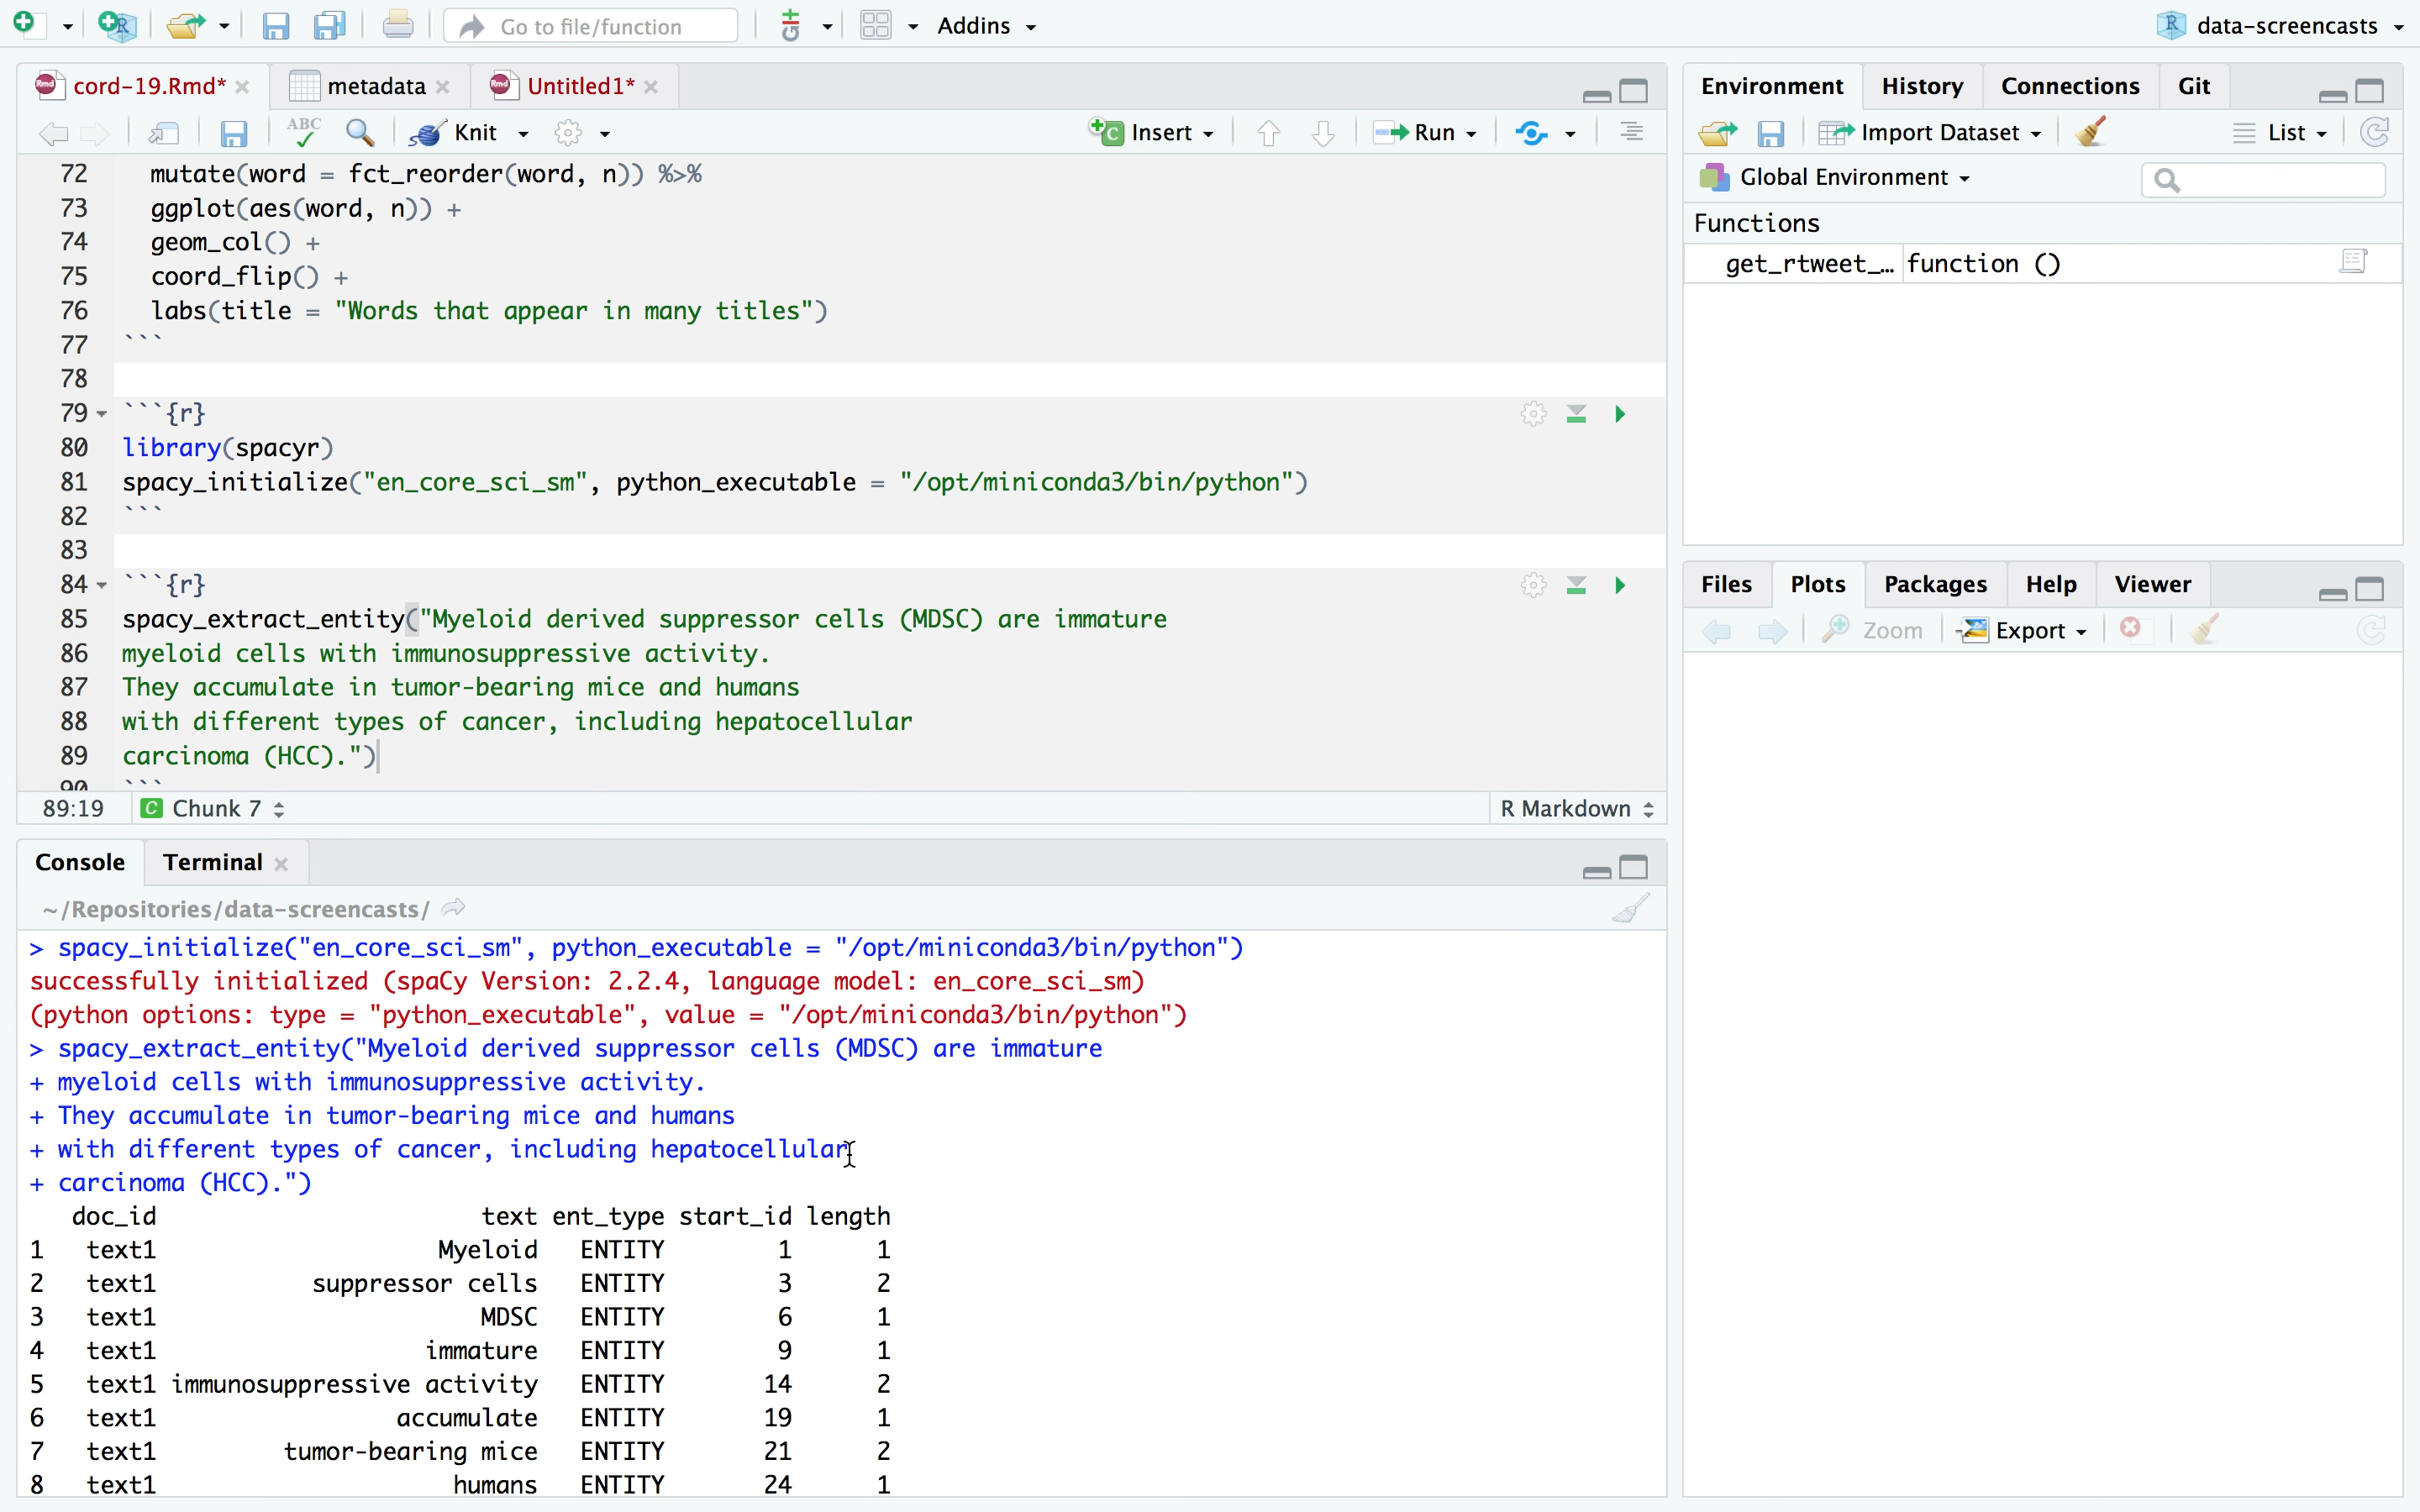 Go to file/function
Addins
data-screencasts
cord-19.Rmd*
metadata
Untitled1*
ABC
Knit
Insert
Run
72 mutate(word = fct_reorder(word, n)) %>%
73 ggplot(aes(word, n)) +
74 geom_col() +
75 coord_flip() +
76 labs(title = "Words that appear in many titles")
77 ```
78
79 ```{r}
80 library(spacyr)
81 spacy_initialize("en_core_sci_sm", python_executable = "/opt/miniconda3/bin/python")
82 ```
83
84 ```{r}
85 spacy_extract_entity("Myeloid derived suppressor cells (MDSC) are immature
86 myeloid cells with immunosuppressive activity.
87 They accumulate in tumor-bearing mice and humans
88 with different types of cancer, including hepatocellular
89 carcinoma (HCC).")
90 ```
89:19 C Chunk 7 R Markdown
Console Terminal
~/Repositories/data-screencasts/
> spacy_initialize("en_core_sci_sm", python_executable = "/opt/miniconda3/bin/python")
successfully initialized (spaCy Version: 2.2.4, language model: en_core_sci_sm)
(python options: type = "python_executable", value = "/opt/miniconda3/bin/python")
> spacy_extract_entity("Myeloid derived suppressor cells (MDSC) are immature
+ myeloid cells with immunosuppressive activity.
+ They accumulate in tumor-bearing mice and humans
+ with different types of cancer, including hepatocellular
+ carcinoma (HCC).")
doc_id text ent_type start_id length
1 text1 Myeloid ENTITY 1 1
2 text1 suppressor cells ENTITY 3 2
3 text1 MDSC ENTITY 6 1
4 text1 immature ENTITY 9 1
5 text1 immunosuppressive activity ENTITY 14 2
6 text1 accumulate ENTITY 19 1
7 text1 tumor-bearing mice ENTITY 21 2
8 text1 humans ENTITY 24 1
Environment History Connections Git
Import Dataset List
Global Environment
Functions
get_rtweet_... function ()
Files Plots Packages Help Viewer
Zoom Export